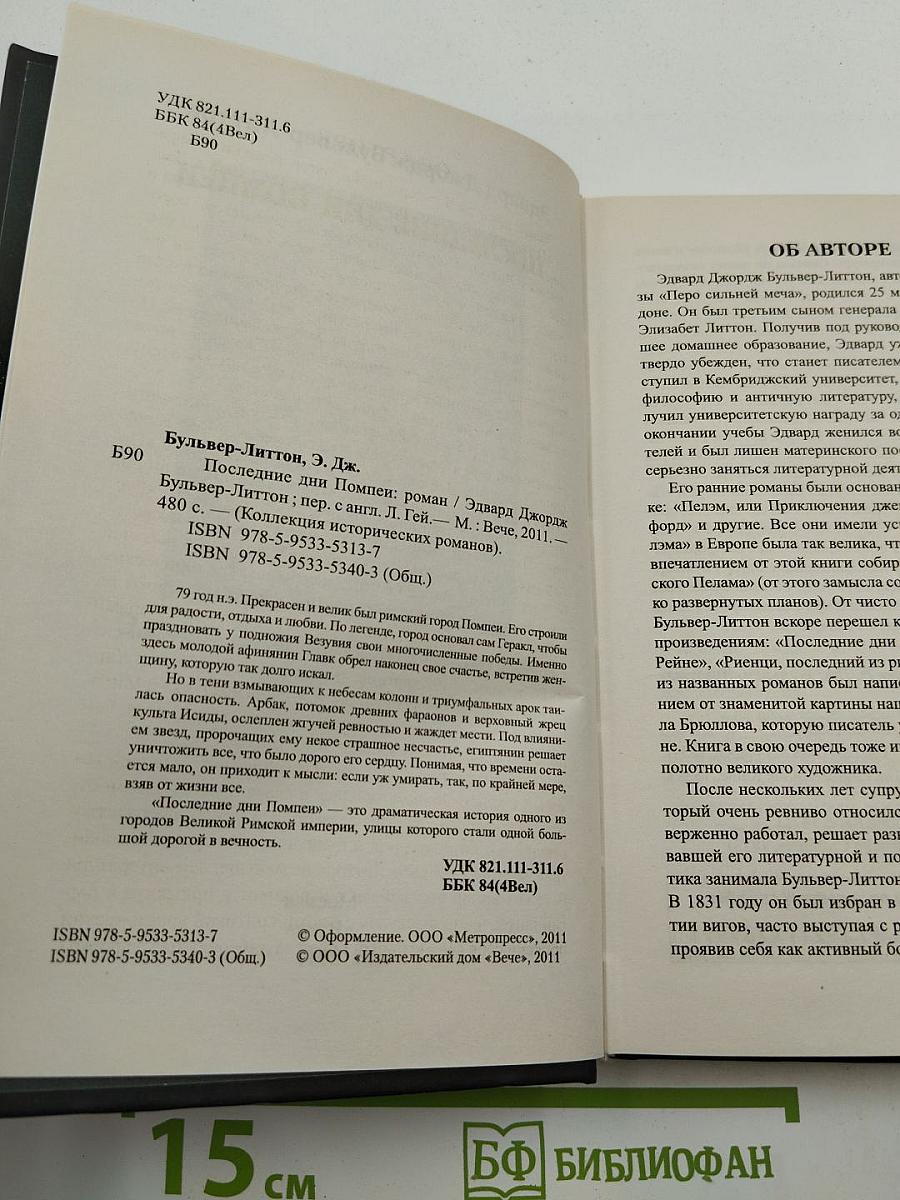 УДК 821.111-311.6
ББК 84(4Вел)
Б90
Бульвер-Литтон, Э. Дж.
Б90
Последние дни Помпеи: роман / Эдвард Джордж
Бульвер-Литтон ; пер. с англ. Л. Гей.— М. : Вече, 2011.—
480 с. — (Коллекция исторических романов).
ISBN 978-5-9533-5313-7
ISBN 978-5-9533-5340-3 (Общ.)
79 год н.э. Прекрасен и велик был римский город Помпеи. Его строили
для радости, отдыха и любви. По легенде, город основал сам Геракл, чтобы
праздновать у подножия Везувия свои многочисленные победы. Именно
здесь молодой афинянин Главк обрел наконец свое счастье, встретив жен-
щину, которую так долго искал.
Но в тени взмывающих к небесам колонн и триумфальных арок таи-
лась опасность. Арбак, потомок древних фараонов и верховный жрец
культа Исиды, ослеплен жгучей ревностью и жаждет мести. Под влияни-
ем звезд, пророчащих ему некое страшное несчастье, египтянин решает
уничтожить все, что было дорого его сердцу. Понимая, что времени оста-
ется мало, он приходит к мысли: если уж умирать, так, по крайней мере,
взяв от жизни все.
«Последние дни Помпеи» — это драматическая история одного из
городов Великой Римской империи, улицы которого стали одной боль-
шой дорогой в вечность.
УДК 821.111-311.6
ББК 84(4Вел)
ISBN 978-5-9533-5313-7
ISBN 978-5-9533-5340-3 (Общ.)
© Оформление. ООО «Метропресс», 2011
© ООО «Издательский дом «Вече», 2011
ОБ АВТОРЕ
Эдвард Джордж Бульвер-Литтон, авт
зы «Перо сильней меча», родился 25 м
доне. Он был третьим сыном генерала
Элизабет Литтон. Получив под руково
шее домашнее образование, Эдвард уж
твердо убежден, что станет писателем
ступил в Кембриджский университет,
философию и античную литературу,
лучил университетскую награду за од
окончании учебы Эдвард женился во
телей и был лишен материнского по
серьезно заняться литературной деят
Его ранние романы были основан
ке: «Пелэм, или Приключения дже
форд» и другие. Все они имели ус
лэма» в Европе была так велика, чт
впечатлением от этой книги собир
ского Пелама» (от этого замысла со
ко развернутых планов). От чисто
Бульвер-Литтон вскоре перешел к
произведениям: «Последние дни
Рейне», «Риенци, последний из ри
из названных романов был напи
нием от знаменитой картины наш
ла Брюллова, которую писатель у
не. Книга в свою очередь тоже и
полотно великого художника.
После нескольких лет супру
торый очень ревниво относилс
верженно работал, решает раз
вавшей его литературной и по
тика занимала Бульвер-Литтон
В 1831 году он был избран в
тии вигов, часто выступая с р
проявив себя как активный бо
15 см
БФ БИБЛИОФАН